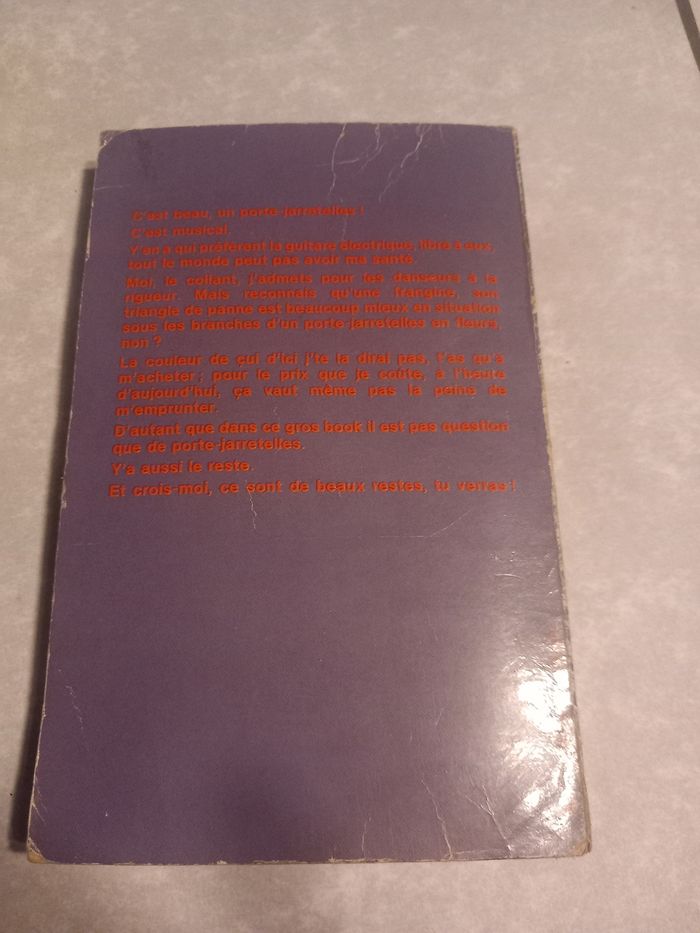 C'est beau, un porte-jarretelles !
C'est musical.
Y'en a qui préfèrent la guitare électrique, libre à eux,
tout le monde peut pas avoir ma santé.
Moi, le collant, j'admets pour les danseurs à la
rigueur. Mais reconnais qu'une frangine, son
triangle de panne est beaucoup mieux en situation
sous les branches d'un porte-jarretelles en fleurs,
non ?
La couleur de çui d'ici j'te la dirai pas, t'as qu'à
m'acheter ; pour le prix que je coûte, à l'heure
d'aujourd'hui, ça vaut même pas la peine de
m'emprunter.
D'autant que dans ce gros book il est pas question
que de porte-jarretelles.
Y'a aussi le reste.
Et crois-moi, ce sont de beaux restes, tu verras !